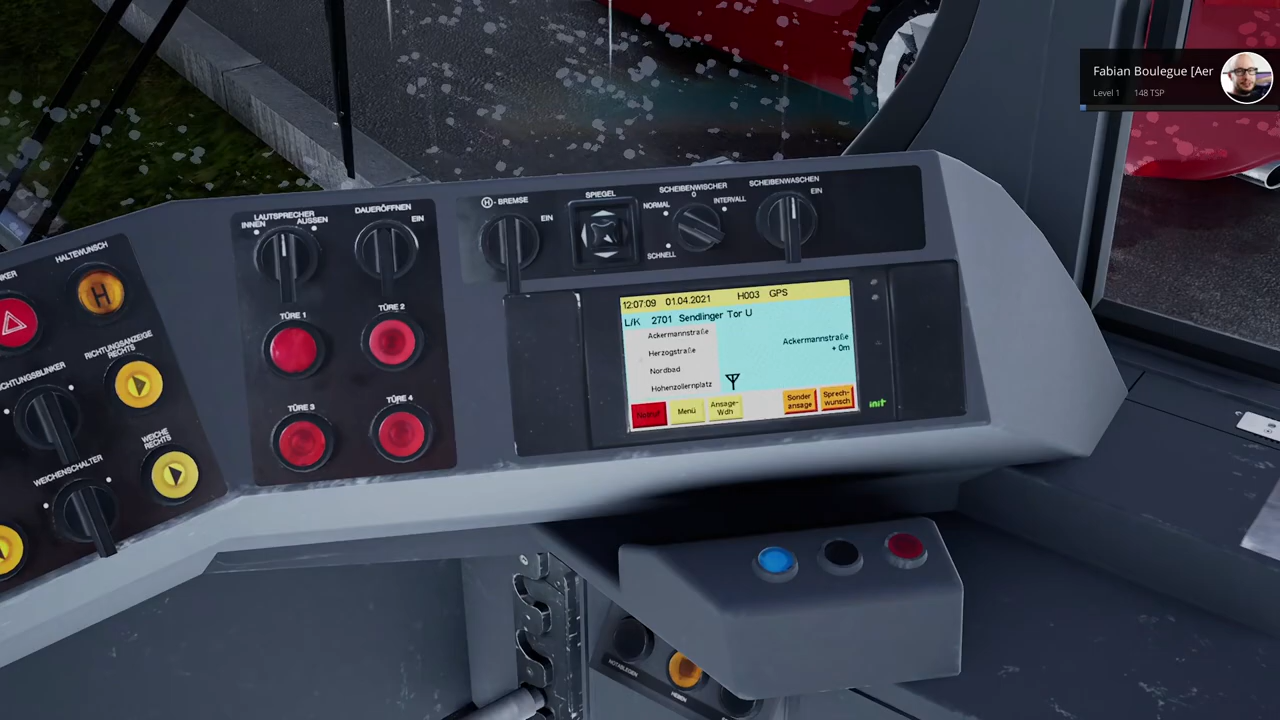 Fabian Boulegue [Aer
Level 1 148 TSP
LAUTSPRECHER
INNEN AUSSEN
DAUERÖFFNEN
EIN
TÜRE 1
TÜRE 2
TÜRE 3
TÜRE 4
HALTEWUNSCH
H
RICHTUNGSANZEIGE
RECHTS
WEICHE
RECHTS
WEICHENSCHALTER
H -BREMSE
EIN
SPIEGEL
SCHEIBENWISCHER
0
NORMAL INTERVALL
SCHNELL
SCHEIBENWASCHEN
EIN
12:07:09 01.04.2021 H003 GPS
L/K 2701 Sendlinger Tor U
Ackermannstraße
Herzogstraße
Nordbad
Hohenzollernplatz
Ackermannstraße
+ 0m
Notruf
Menü
Ansage-
Wdh
Sonder
ansage
Sprech-
wunsch
init
HEBEN